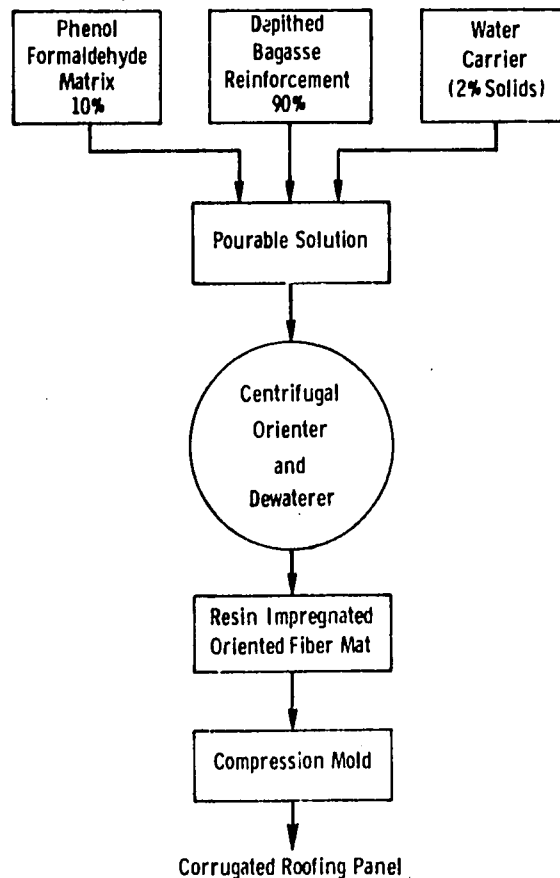 Phenol
Formaldehyde
Matrix
10%
Depithed
Bagasse
Reinforcement
90%
Water
Carrier
(2% Solids)
Pourable Solution
Centrifugal
Orienter
and
Dewaterer
Resin Impregnated
Oriented Fiber Mat
Compression Mold
Corrugated Roofing Panel